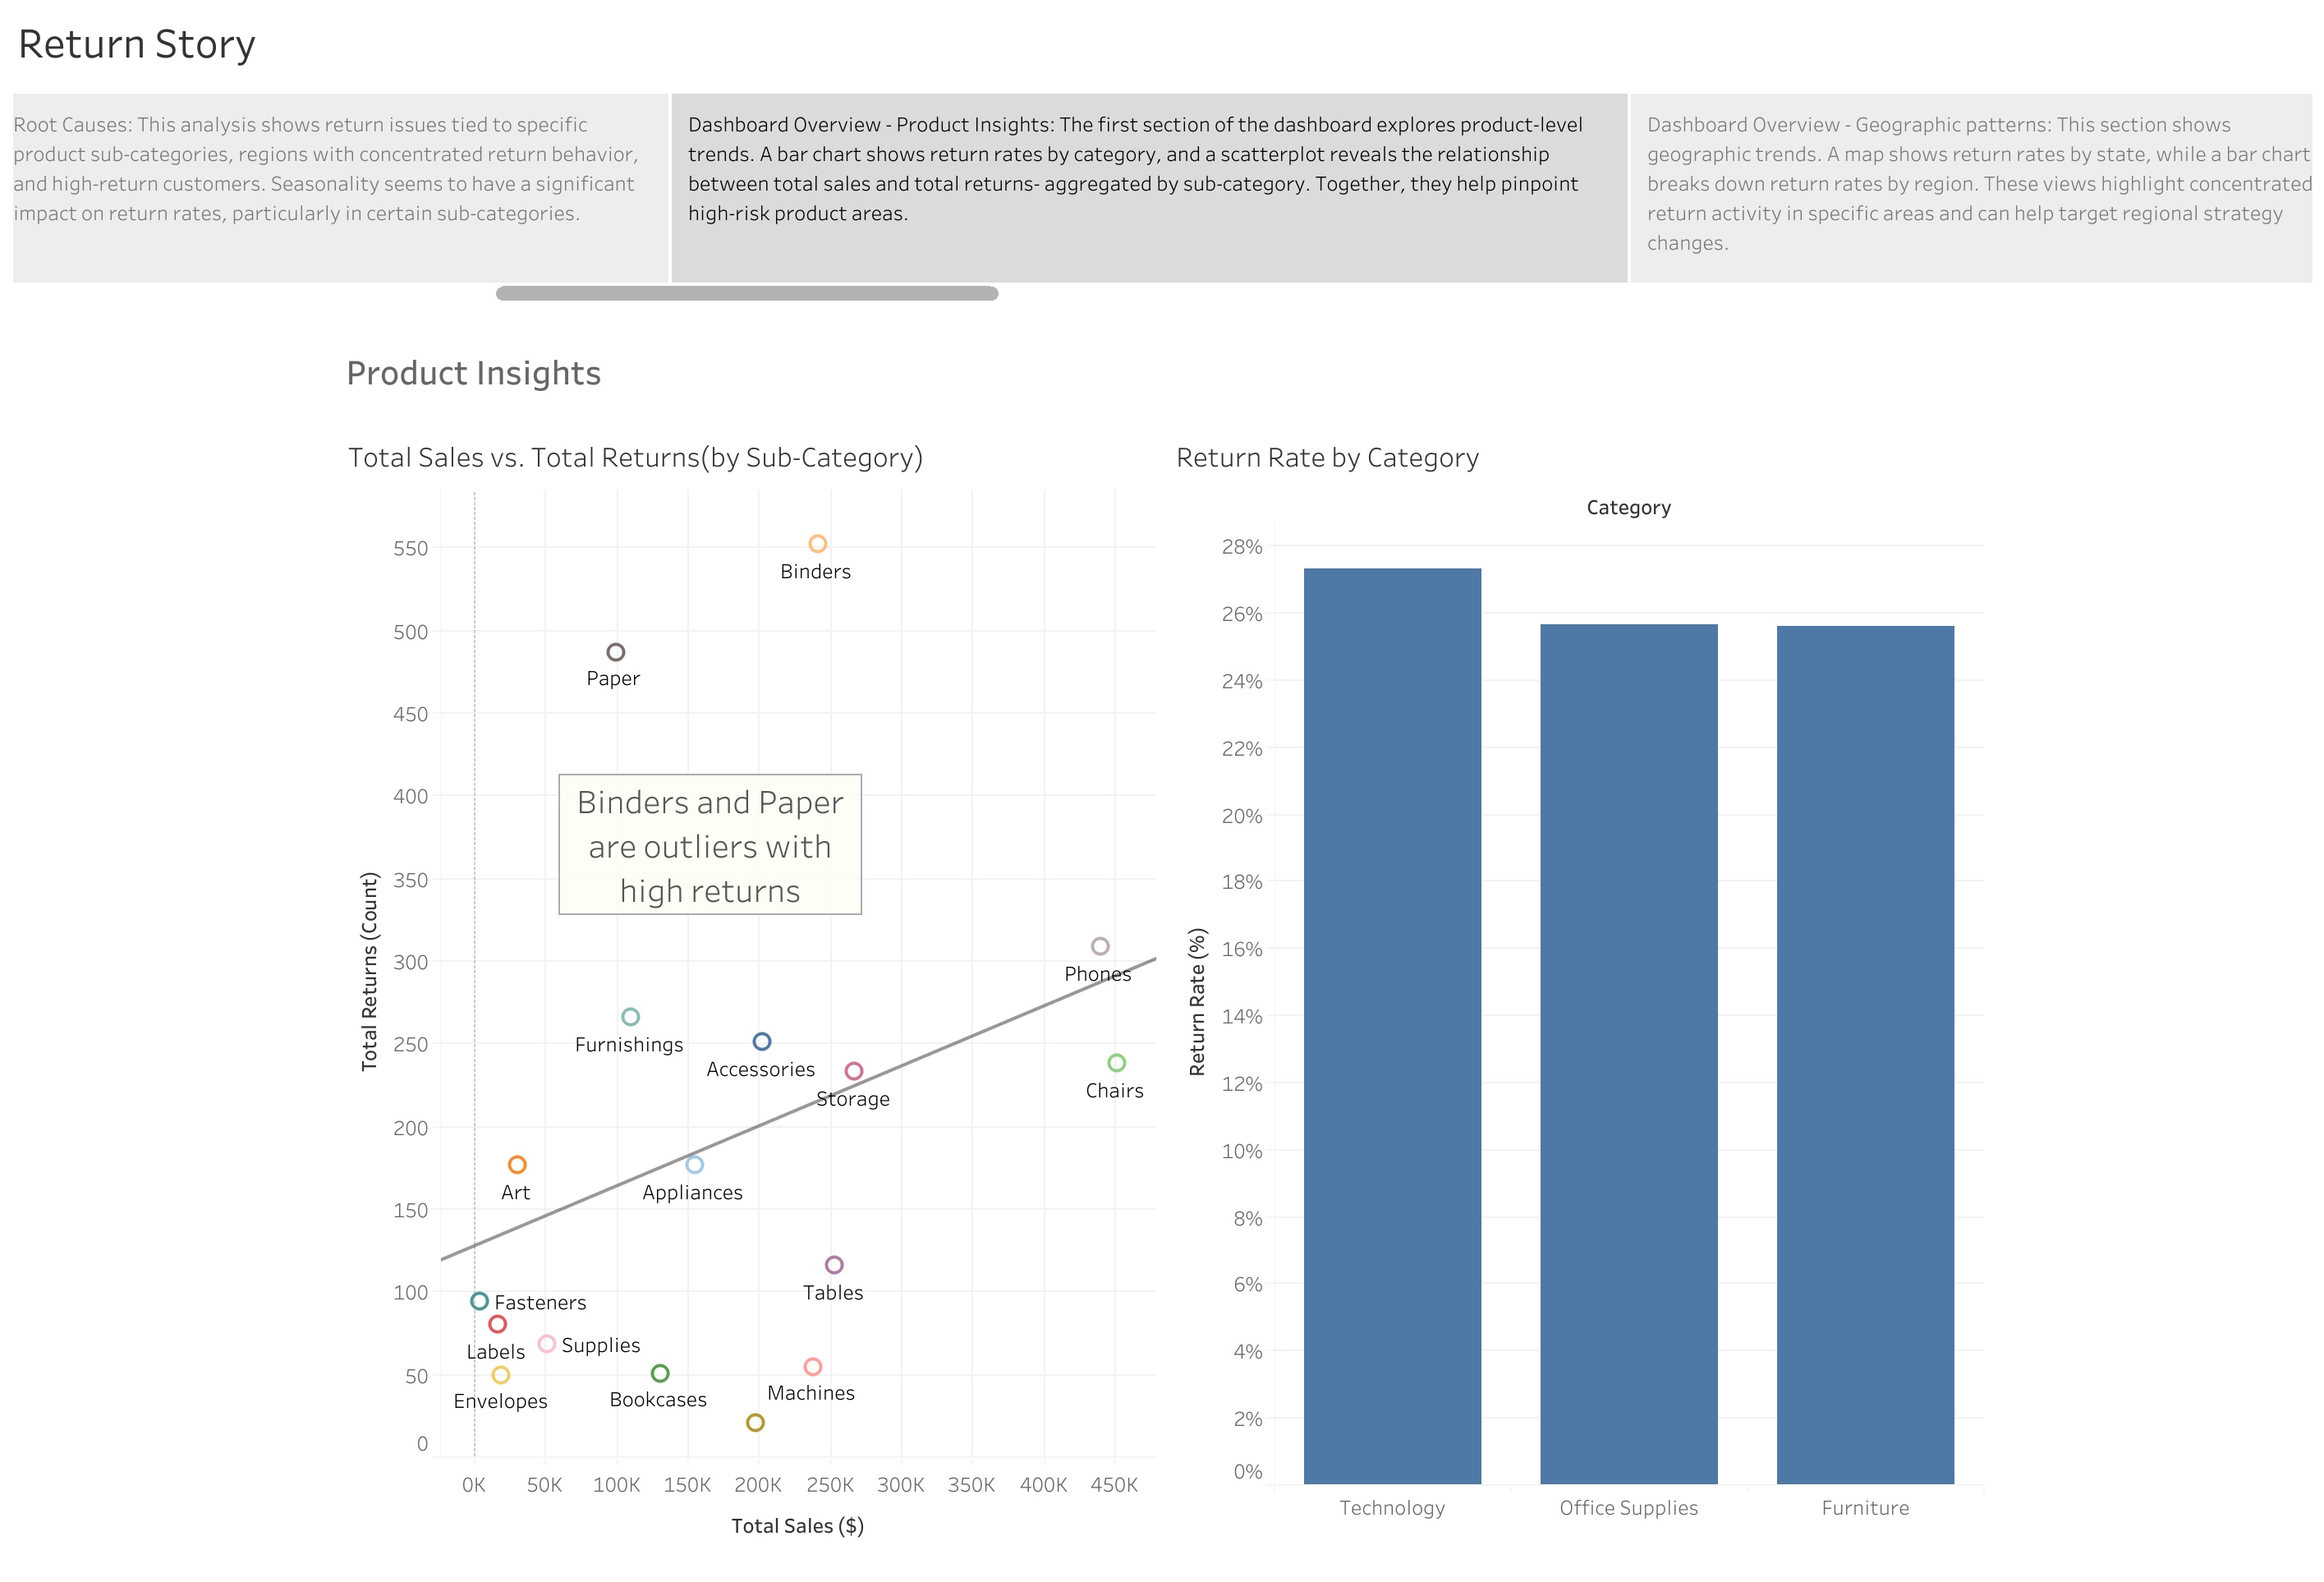 Return Story
Root Causes: This analysis shows return issues tied to specific
product sub-categories, regions with concentrated return behavior,
and high-return customers. Seasonality seems to have a significant
impact on return rates, particularly in certain sub-categories.
Dashboard Overview - Product Insights: The first section of the dashboard explores product-level
trends. A bar chart shows return rates by category, and a scatterplot reveals the relationship
between total sales and total returns- aggregated by sub-category. Together, they help pinpoint
high-risk product areas.
Dashboard Overview - Geographic patterns: This section shows
geographic trends. A map shows return rates by state, while a bar chart
breaks down return rates by region. These views highlight concentrated
return activity in specific areas and can help target regional strategy
changes.
Product Insights
Total Sales vs. Total Returns(by Sub-Category)
Total Returns (Count)
550
500
450
400
350
300
250
200
150
100
50
0
Binders
Paper
Binders and Paper
are outliers with
high returns
Phones
Furnishings
Accessories
Chairs
Storage
Art
Appliances
Tables
Fasteners
Labels
Supplies
Envelopes
Bookcases
Machines
0K
50K
100K
150K
200K
250K
300K
350K
400K
450K
Total Sales ($)
Return Rate by Category
Category
Return Rate (%)
28%
26%
24%
22%
20%
18%
16%
14%
12%
10%
8%
6%
4%
2%
0%
Technology
Office Supplies
Furniture